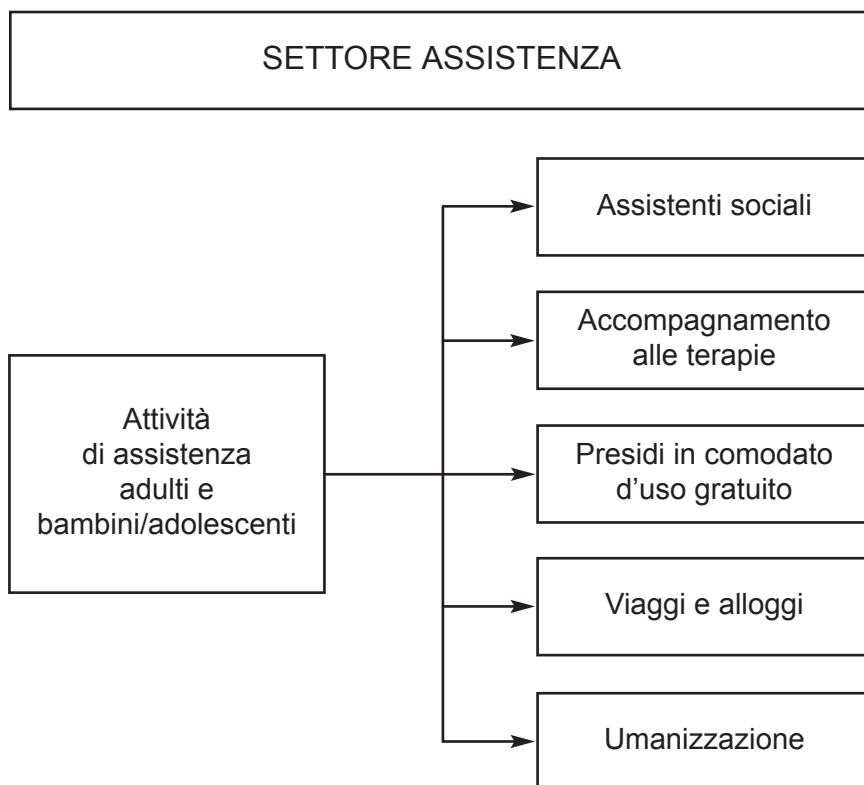 SETTORE ASSISTENZA
Assistenti sociali
Accompagnamento
alle terapie
Attività
di assistenza
adulti e
bambini/adolescenti
Presidi in comodato
d’uso gratuito
Viaggi e alloggi
Umanizzazione